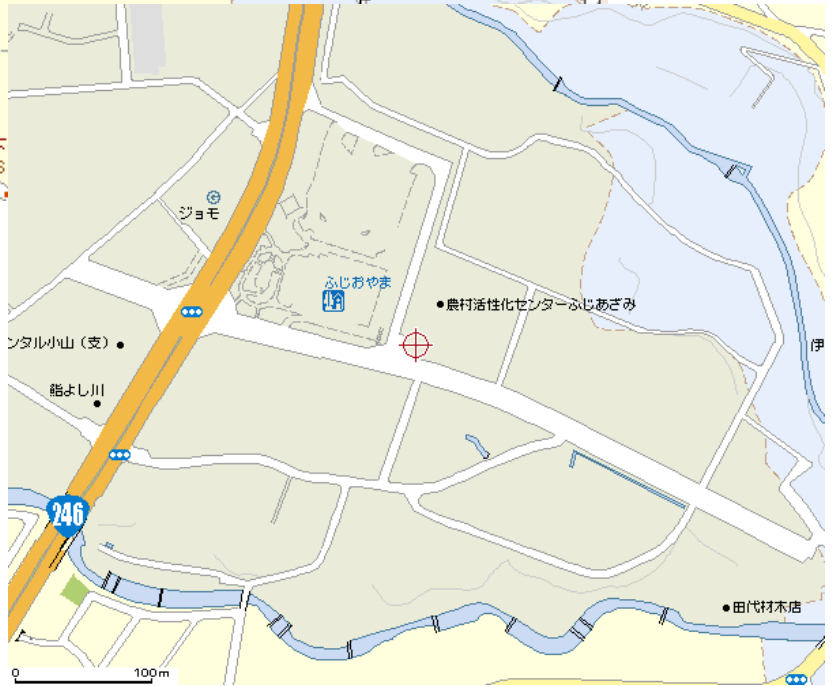 ジョモ
ふじおやま
農村活性化センターふじあざみ
ンタル小山（支）
伊
鮨よし川
246
田代材木店
0 100m